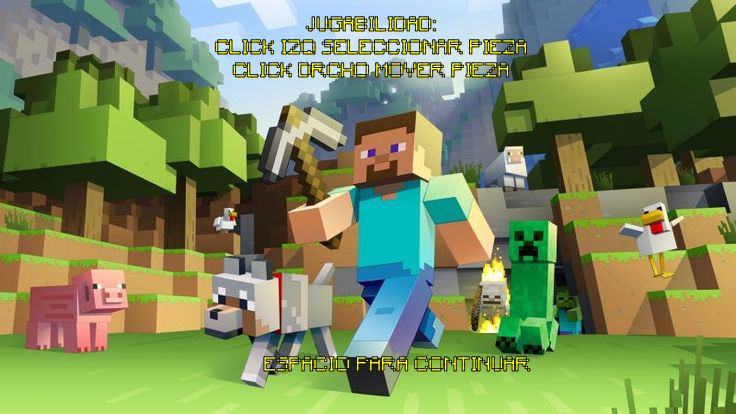 JUGABILIDAD:
CLICK IZQ SELECCIONAR PIEZA
CLICK DRCHO MOVER PIEZA
ESPACIO PARA CONTINUAR